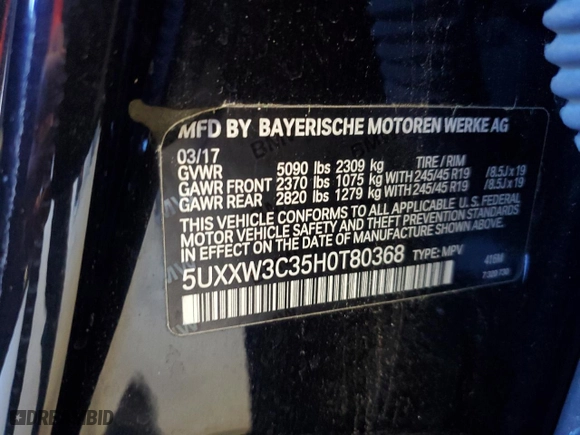 MFD BY BAYERISCHE MOTOREN WERKE AG
03/17
GVWR 5090 lbs 2309 kg TIRE / RIM
GAWR FRONT 2370 lbs 1075 kg WITH 245/45 R19 /8.5J x 19
GAWR REAR 2820 lbs 1279 kg WITH 245/45 R19 /8.5J x 19
THIS VEHICLE CONFORMS TO ALL APPLICABLE U. S. FEDERAL
MOTOR VEHICLE SAFETY AND THEFT PREVENTION STANDARDS
IN EFFECT ON THE DATE OF MANUFACTURE SHOWN ABOVE.
5UXXW3C35H0T80368 TYPE: MPV